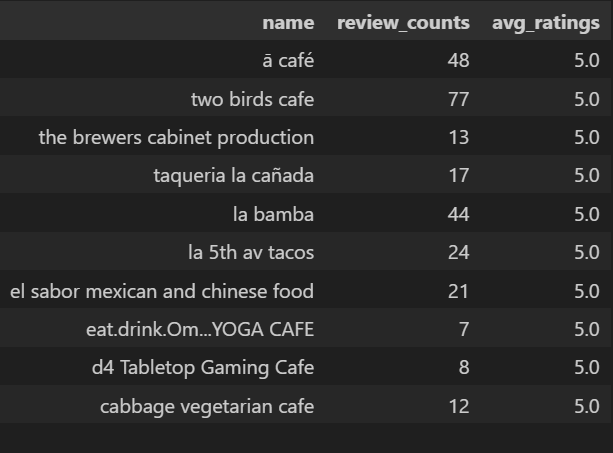 name review_counts avg_ratings
ā café 48 5.0
two birds cafe 77 5.0
the brewers cabinet production 13 5.0
taqueria la cañada 17 5.0
la bamba 44 5.0
la 5th av tacos 24 5.0
el sabor mexican and chinese food 21 5.0
eat.drink.Om...YOGA CAFE 7 5.0
d4 Tabletop Gaming Cafe 8 5.0
cabbage vegetarian cafe 12 5.0